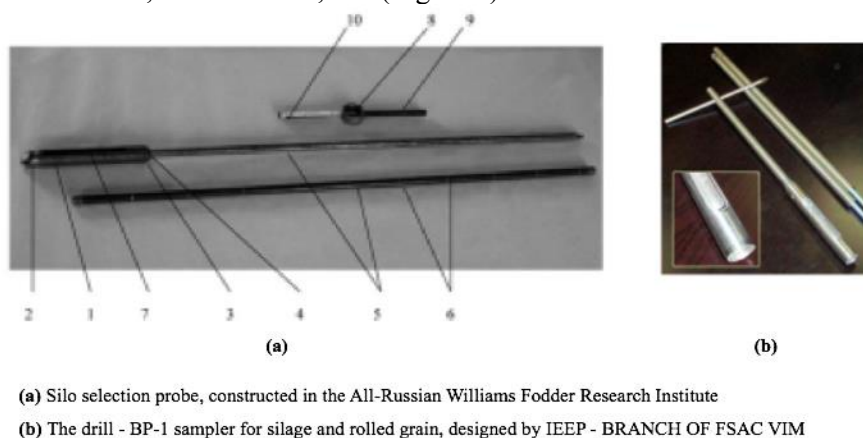 10 8 9
2 1 7 3 4 5 6
(a) (b)
(a) Silo selection probe, constructed in the All-Russian Williams Fodder Research Institute
(b) The drill - BP-1 sampler for silage and rolled grain, designed by IEEP - BRANCH OF FSAC VIM